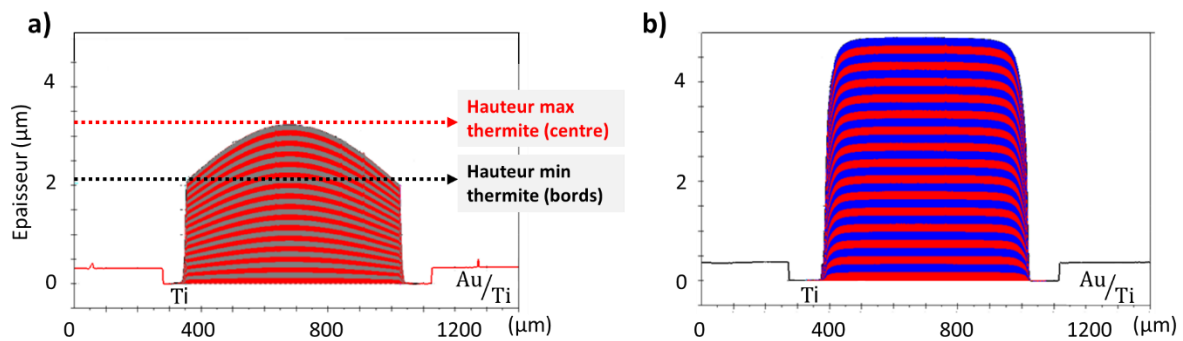 a)
Epaisseur (μm)
4
2
0
Hauteur max
thermite (centre)
Hauteur min
thermite (bords)
Ti
Au/Ti
0 400 800 1200 (μm)
b)
4
2
0
Ti
Au/Ti
0 400 800 1200 (μm)